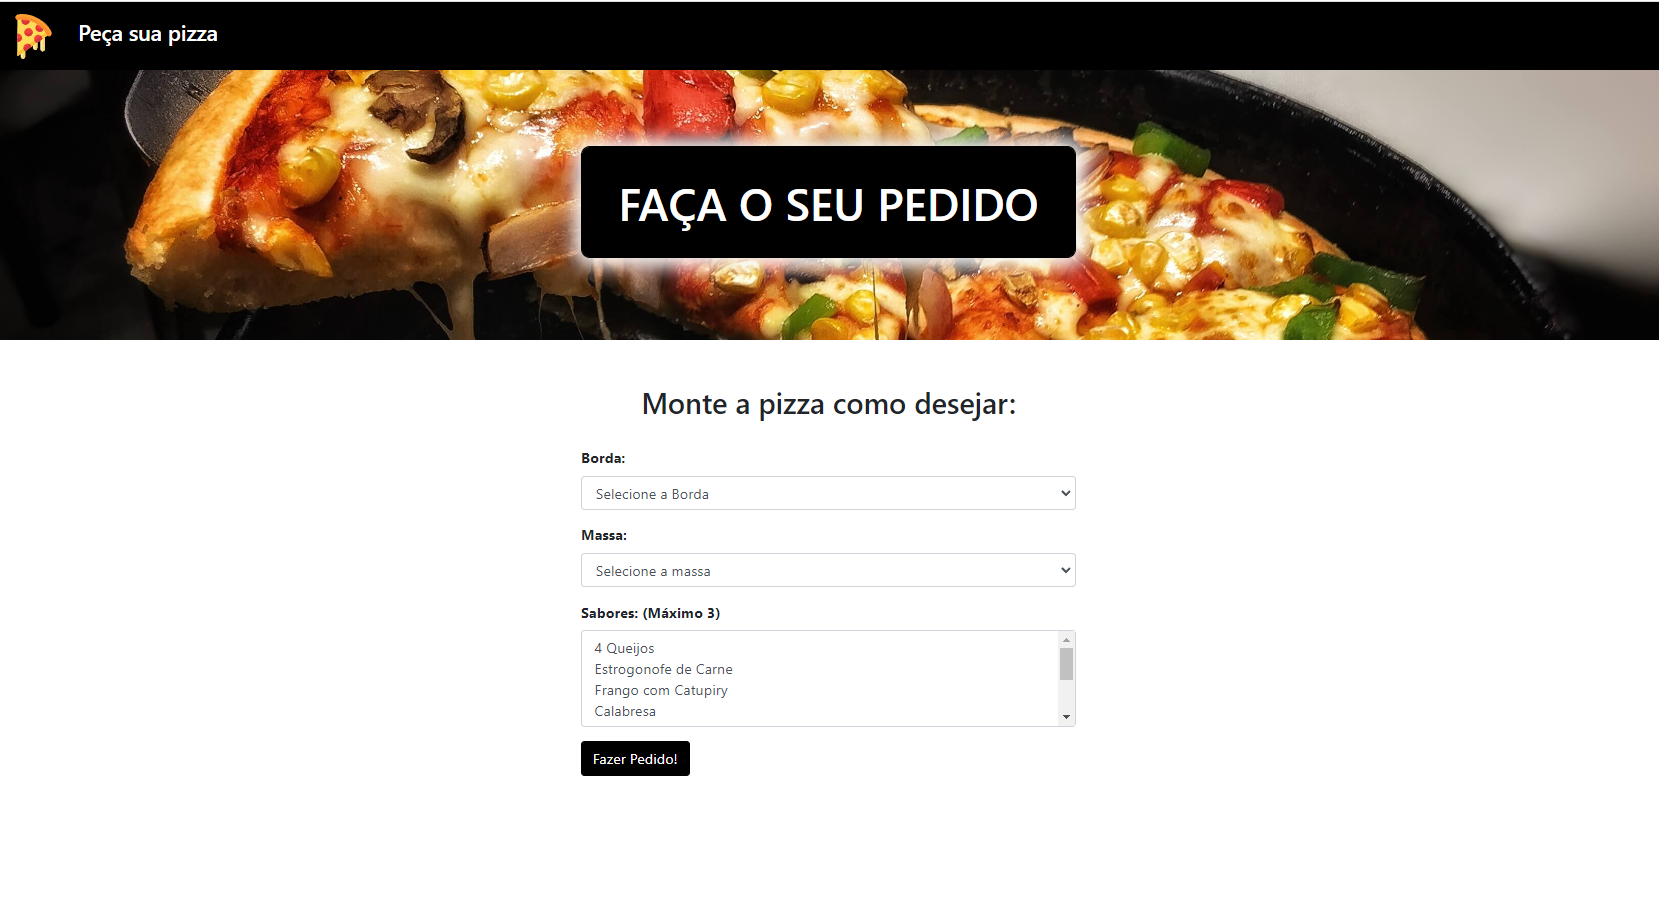 Peça sua pizza
FAÇA O SEU PEDIDO
Monte a pizza como desejar:
Borda:
Selecione a Borda
Massa:
Selecione a massa
Sabores: (Máximo 3)
4 Queijos
Estrogonofe de Carne
Frango com Catupiry
Calabresa
Fazer Pedido!